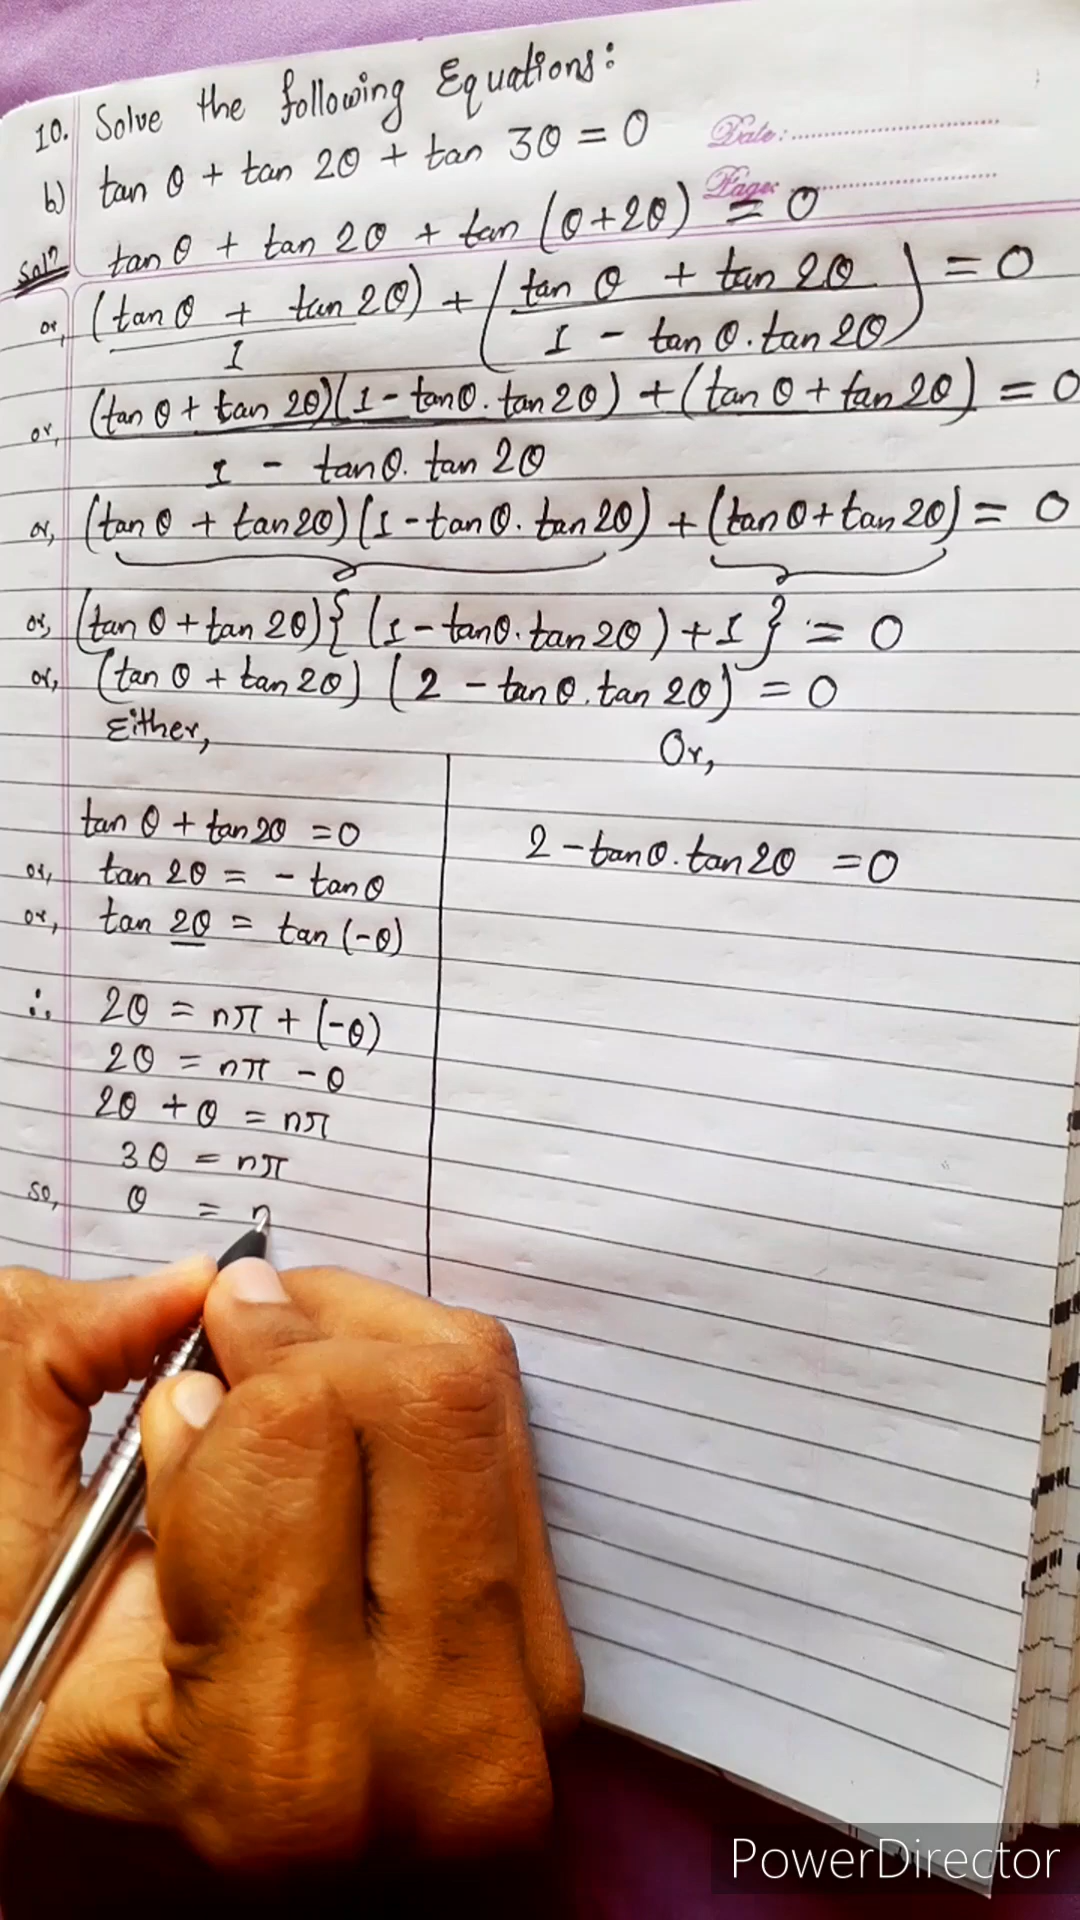 10. Solve the following Equations:
b) tan θ + tan 2θ + tan 3θ = 0
Date:
Page:
Solⁿ tan θ + tan 2θ + tan (θ+2θ) = 0
or, (tan θ + tan 2θ)/1 + (tan θ + tan 2θ / 1 - tan θ.tan 2θ) = 0
or, (tan θ + tan 2θ)(1 - tanθ.tan 2θ) + (tan θ + tan 2θ) = 0
1 - tanθ. tan 2θ
or, (tan θ + tan 2θ)(1 - tan θ. tan 2θ) + (tan θ + tan 2θ) = 0
or, (tan θ + tan 2θ){(1 - tanθ.tan 2θ) + 1} = 0
or, (tan θ + tan 2θ) (2 - tan θ.tan 2θ) = 0
Either,
tan θ + tan 2θ = 0
or, tan 2θ = - tan θ
or, tan 2θ = tan (-θ)
∴ 2θ = nπ + (-θ)
2θ = nπ - θ
2θ + θ = nπ
3θ = nπ
so, θ = n
Or,
2 - tanθ.tan 2θ = 0
PowerDirector